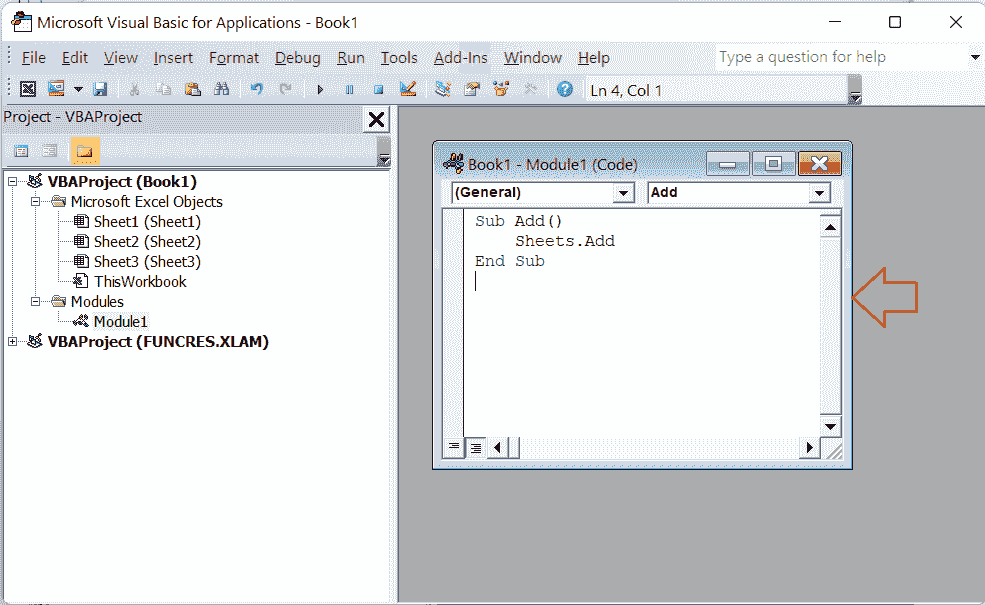 Microsoft Visual Basic for Applications - Book1
File Edit View Insert Format Debug Run Tools Add-Ins Window Help Type a question for help
Ln 4, Col 1
Project - VBAProject
VBAProject (Book1)
Microsoft Excel Objects
Sheet1 (Sheet1)
Sheet2 (Sheet2)
Sheet3 (Sheet3)
ThisWorkbook
Modules
Module1
VBAProject (FUNCRES.XLAM)
Book1 - Module1 (Code)
(General) Add
Sub Add()
    Sheets.Add
End Sub